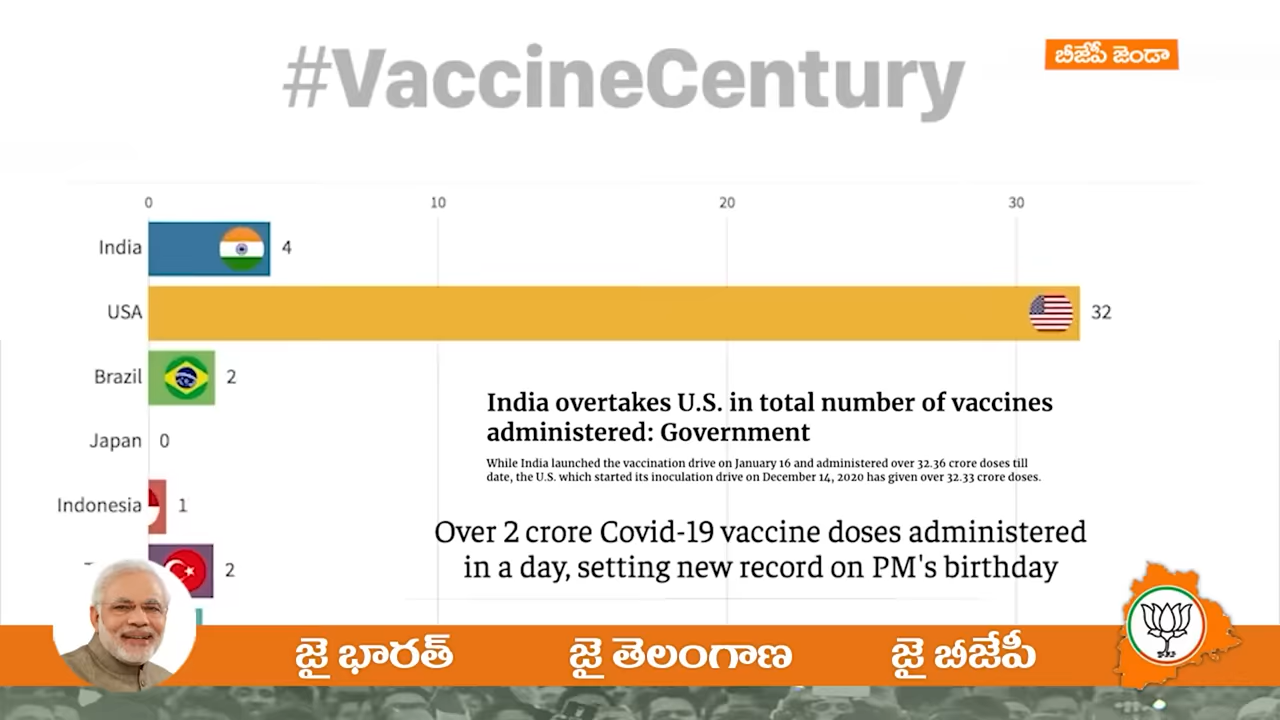 #VaccineCentury
బీజేపీ జెండా
0 10 20 30
India 4
USA 32
Brazil 2
Japan 0
Indonesia 1
2
India overtakes U.S. in total number of vaccines
administered: Government
While India launched the vaccination drive on January 16 and administered over 32.36 crore doses till
date, the U.S. which started its inoculation drive on December 14, 2020 has given over 32.33 crore doses.
Over 2 crore Covid-19 vaccine doses administered
in a day, setting new record on PM's birthday
జై భారత్ జై తెలంగాణ జై బీజేపీ